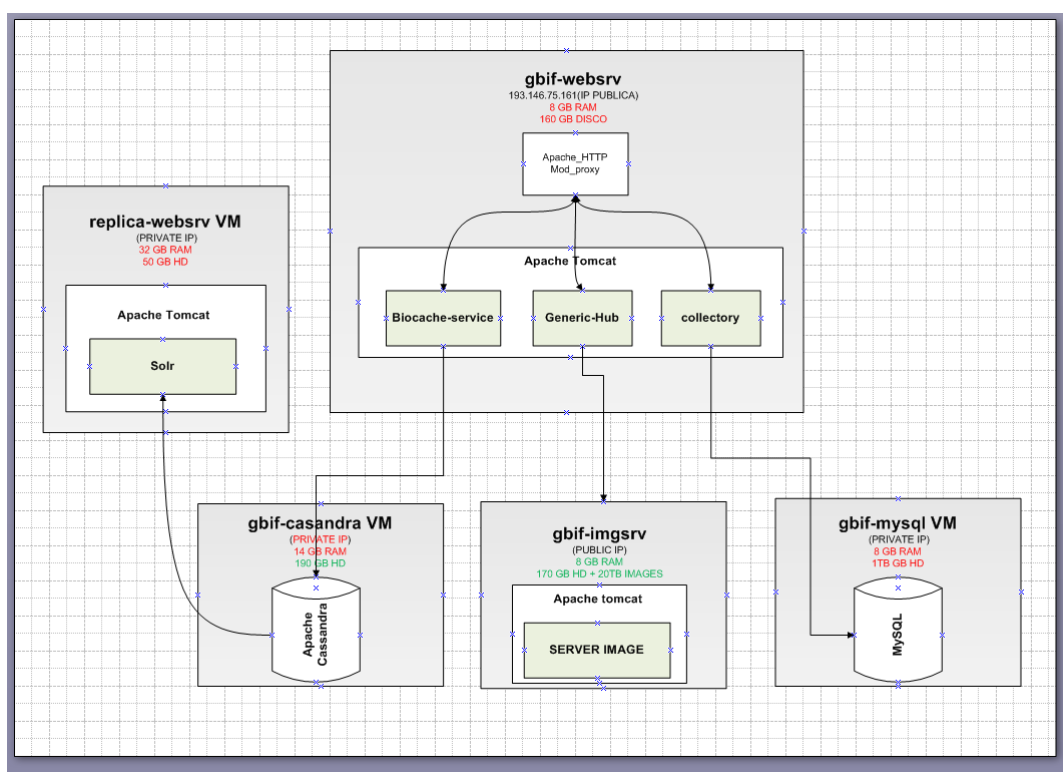 gbif-websrv
193.146.75.161(IP PUBLICA)
8 GB RAM
160 GB DISCO
Apache_HTTP
Mod_proxy
Apache Tomcat
Biocache-service
Generic-Hub
collectory
replica-websrv VM
(PRIVATE IP)
32 GB RAM
50 GB HD
Apache Tomcat
Solr
gbif-casandra VM
(PRIVATE IP)
14 GB RAM
190 GB HD
Apache
Cassandra
gbif-imgsrv
(PUBLIC IP)
8 GB RAM
170 GB HD + 20TB IMAGES
Apache tomcat
SERVER IMAGE
gbif-mysql VM
(PRIVATE IP)
8 GB RAM
1TB GB HD
MySQL